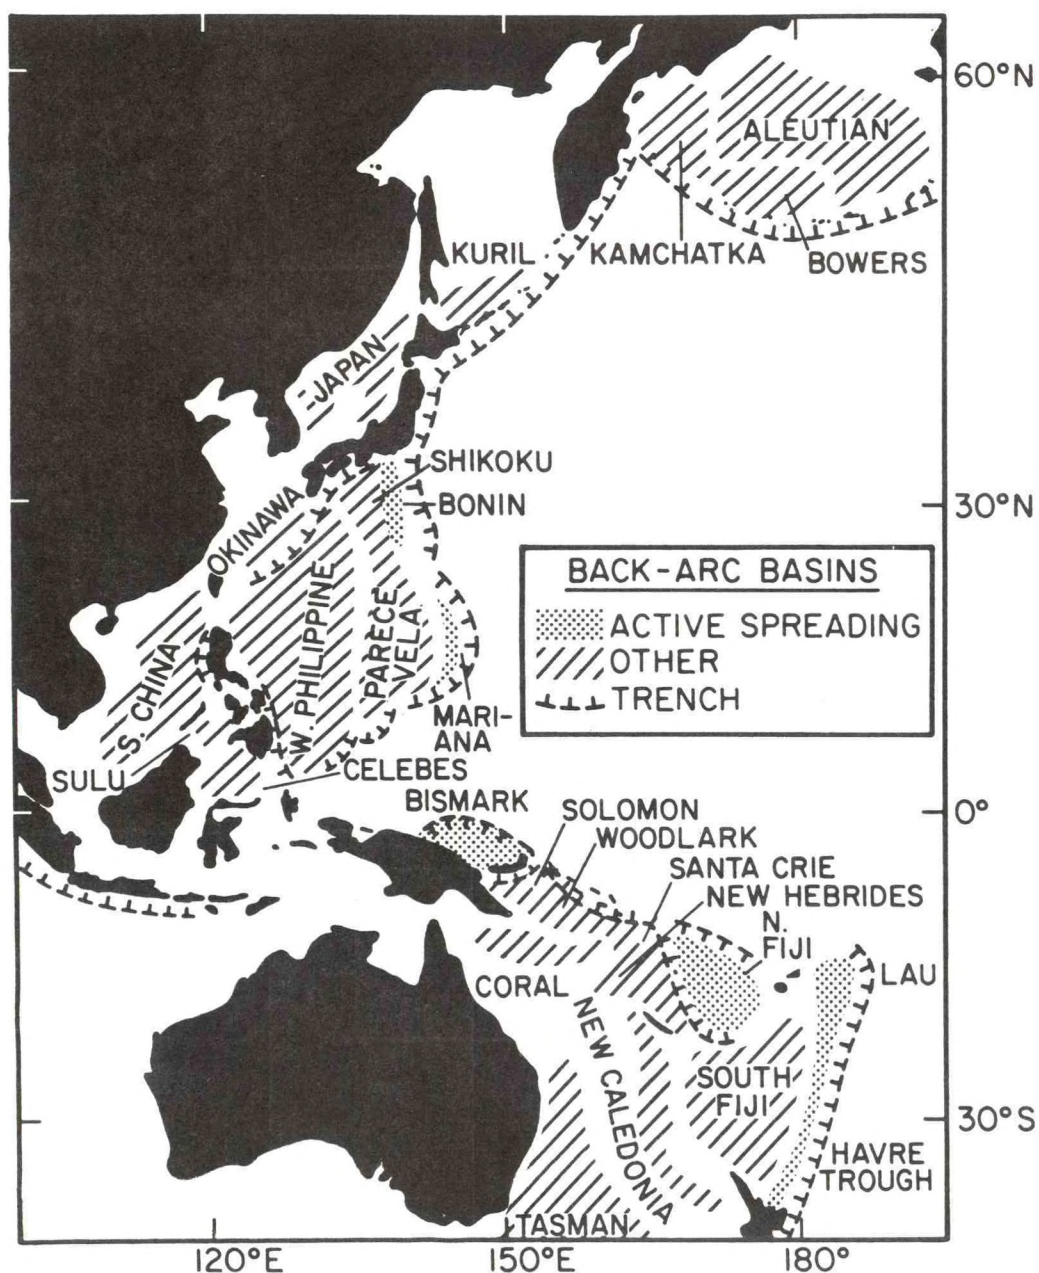 60°N
ALEUTIAN
KURIL
KAMCHATKA
BOWERS
JAPAN
SHIKOKU
BONIN
30°N
OKINAWA
BACK-ARC BASINS
ACTIVE SPREADING
OTHER
TRENCH
W. PHILIPPINE
PARECE
VELA
S. CHINA
MARI-
ANA
SULU
CELEBES
BISMARK
0°
SOLOMON
WOODLARK
SANTA CRIE
NEW HEBRIDES
N.
FIJI
LAU
CORAL
NEW CALEDONIA
SOUTH
FIJI
30°S
HAVRE
TROUGH
TASMAN
120°E
150°E
180°